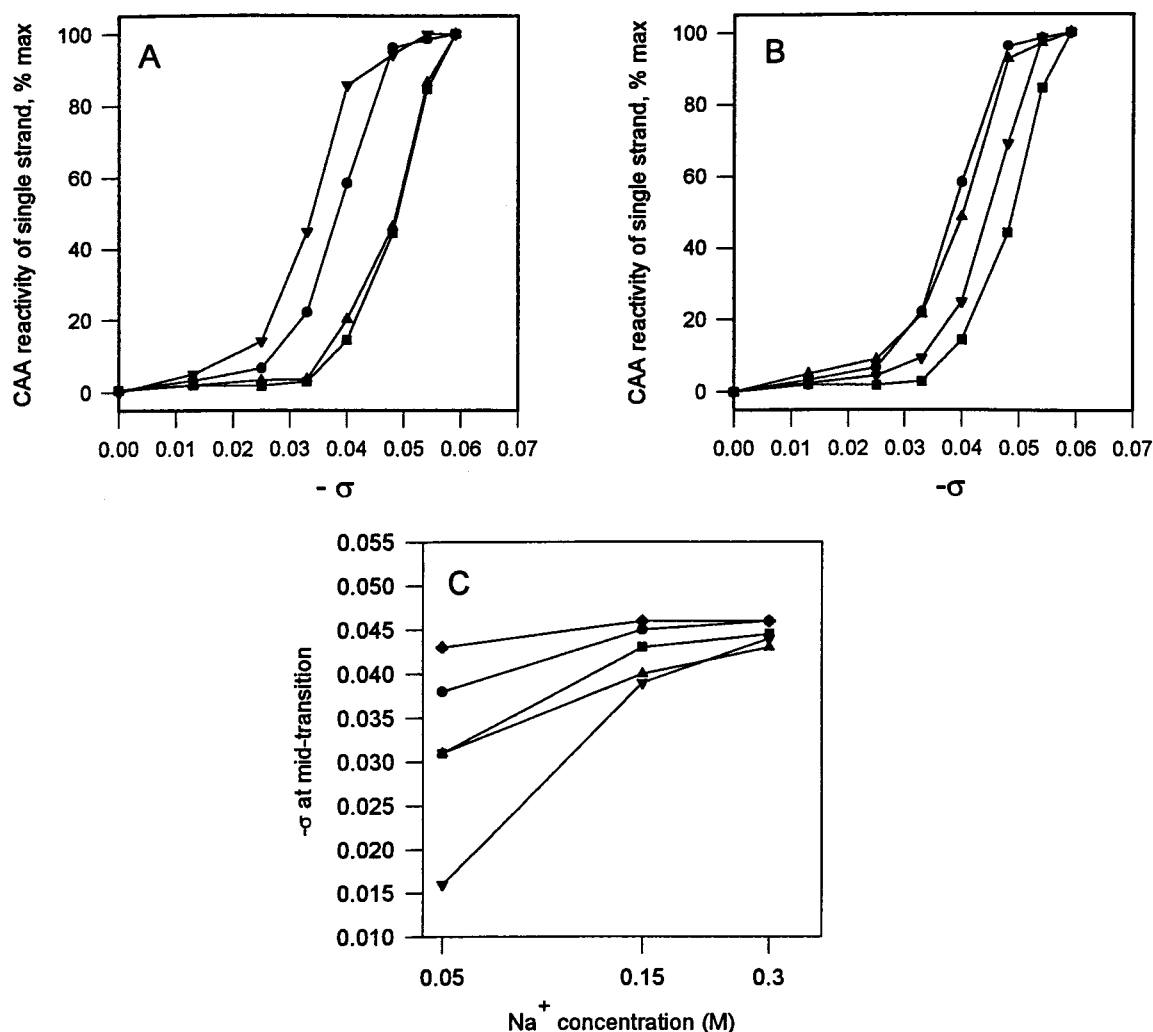 A
CAA reactivity of single strand, % max
100
80
60
40
20
0
0.00 0.01 0.02 0.03 0.04 0.05 0.06 0.07
- σ
B
CAA reactivity of single strand, % max
100
80
60
40
20
0
0.00 0.01 0.02 0.03 0.04 0.05 0.06 0.07
-σ
C
-σ at mid-transition
0.055
0.050
0.045
0.040
0.035
0.030
0.025
0.020
0.015
0.010
0.05 0.15 0.3
Na⁺ concentration (M)